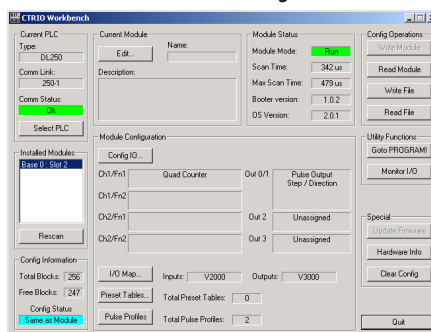 CTRIO Workbench
Current PLC
Type:
DL250
Comm Link:
250-1
Comm Status:
Ok
Select PLC
Current Module
Edit...
Name:
Description:
Module Status
Module Mode: Run
Scan Time: 342 us
Max Scan Time: 479 us
Booter version: 1.0.2
OS Version: 2.0.1
Config Operations
Write Module
Read Module
Write File
Read File
Installed Modules
Base 0 : Slot 2
Rescan
Module Configuration
Config IO...
Ch1/Fn1 Quad Counter Out 0/1 Pulse Output
Step / Direction
Ch1/Fn2
Ch2/Fn1 Out 2 Unassigned
Ch2/Fn2 Out 3 Unassigned
I/O Map... Inputs: V2000 Outputs: V3000
Preset Tables... Total Preset Tables: 0
Pulse Profiles Total Pulse Profiles: 2
Utility Functions
Goto PROGRAM!
Monitor I/O
Special
Update Firmware
Hardware Info
Clear Config
Config Information
Total Blocks: 256
Free Blocks: 247
Config Status
Same as Module
Quit